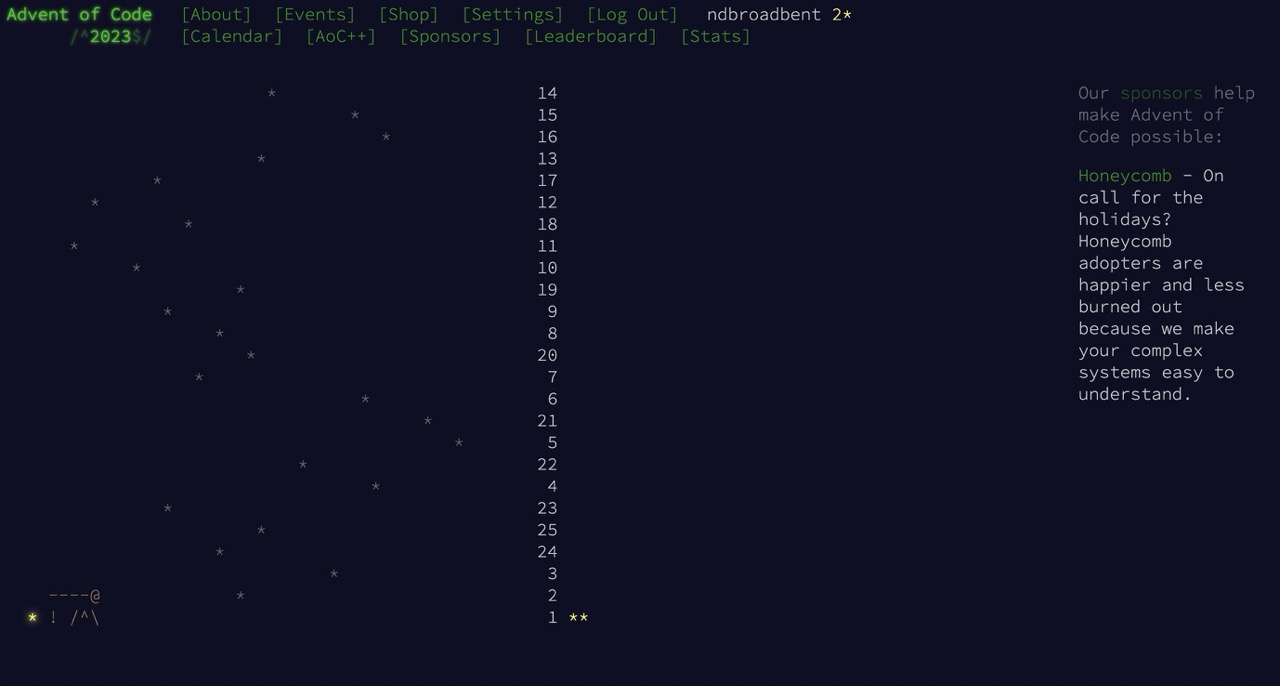 Advent of Code [About] [Events] [Shop] [Settings] [Log Out] ndbroadbent 2*
/^2023$/ [Calendar] [AoC++] [Sponsors] [Leaderboard] [Stats]
* 14
* 15
* 16
* 13
* 17
* 12
* 18
* 11
* 10
* 19
* 9
* 8
* 20
* 7
* 6
* 21
* 5
* 22
* 4
* 23
* 25
* 24
* 3
----@ * 2
* ! /^\ 1 **
Our sponsors help
make Advent of
Code possible:
Honeycomb - On
call for the
holidays?
Honeycomb
adopters are
happier and less
burned out
because we make
your complex
systems easy to
understand.